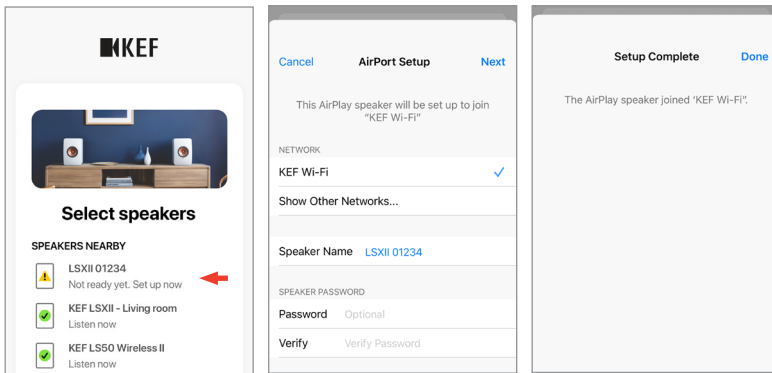 KEF
Select speakers
SPEAKERS NEARBY
LSXII 01234
Not ready yet. Set up now
KEF LSXII - Living room
Listen now
KEF LS50 Wireless II
Listen now
Cancel AirPort Setup Next
This AirPlay speaker will be set up to join
“KEF Wi-Fi”
NETWORK
KEF Wi-Fi
Show Other Networks...
Speaker Name LSXII 01234
SPEAKER PASSWORD
Password Optional
Verify Verify Password
Setup Complete Done
The AirPlay speaker joined ‘KEF Wi-Fi”.